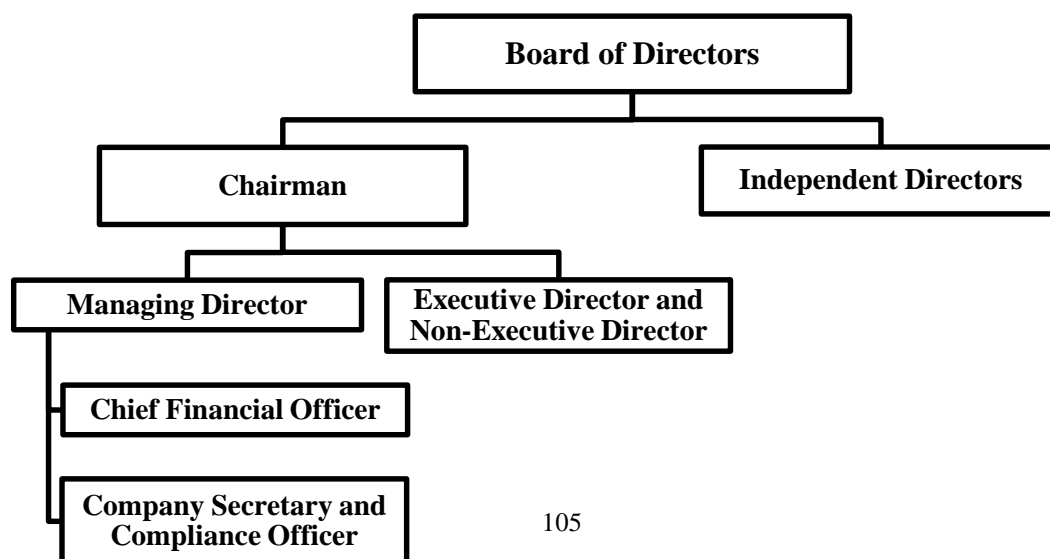 Board of Directors
Chairman
Independent Directors
Managing Director
Executive Director and
Non-Executive Director
Chief Financial Officer
Company Secretary and
Compliance Officer
105